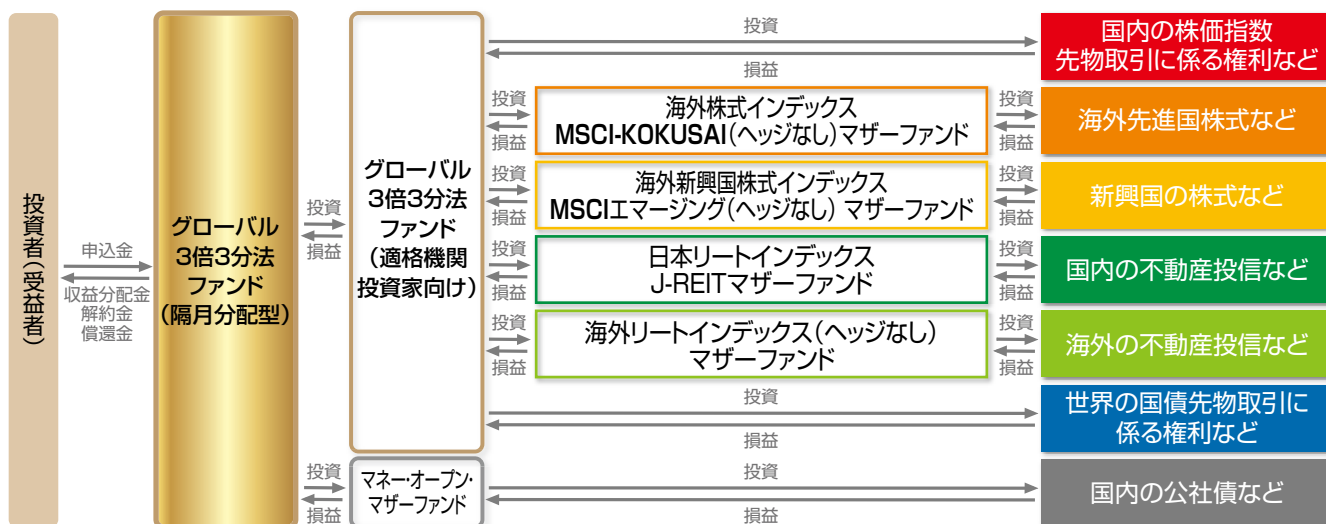 投資者(受益者)
申込金
収益分配金
解約金
償還金
グローバル
3倍3分法
ファンド
(隔月分配型)
投資
損益
グローバル
3倍3分法
ファンド
(適格機関
投資家向け)
投資
損益
国内の株価指数
先物取引に係る権利など
投資
損益
海外株式インデックス
MSCI-KOKUSAI(ヘッジなし)マザーファンド
投資
損益
海外先進国株式など
投資
損益
海外新興国株式インデックス
MSCIエマージング(ヘッジなし) マザーファンド
投資
損益
新興国の株式など
投資
損益
日本リートインデックス
J-REITマザーファンド
投資
損益
国内の不動産投信など
投資
損益
海外リートインデックス(ヘッジなし)
マザーファンド
投資
損益
海外の不動産投信など
投資
損益
世界の国債先物取引に
係る権利など
投資
損益
マネー・オープン・
マザーファンド
投資
損益
国内の公社債など